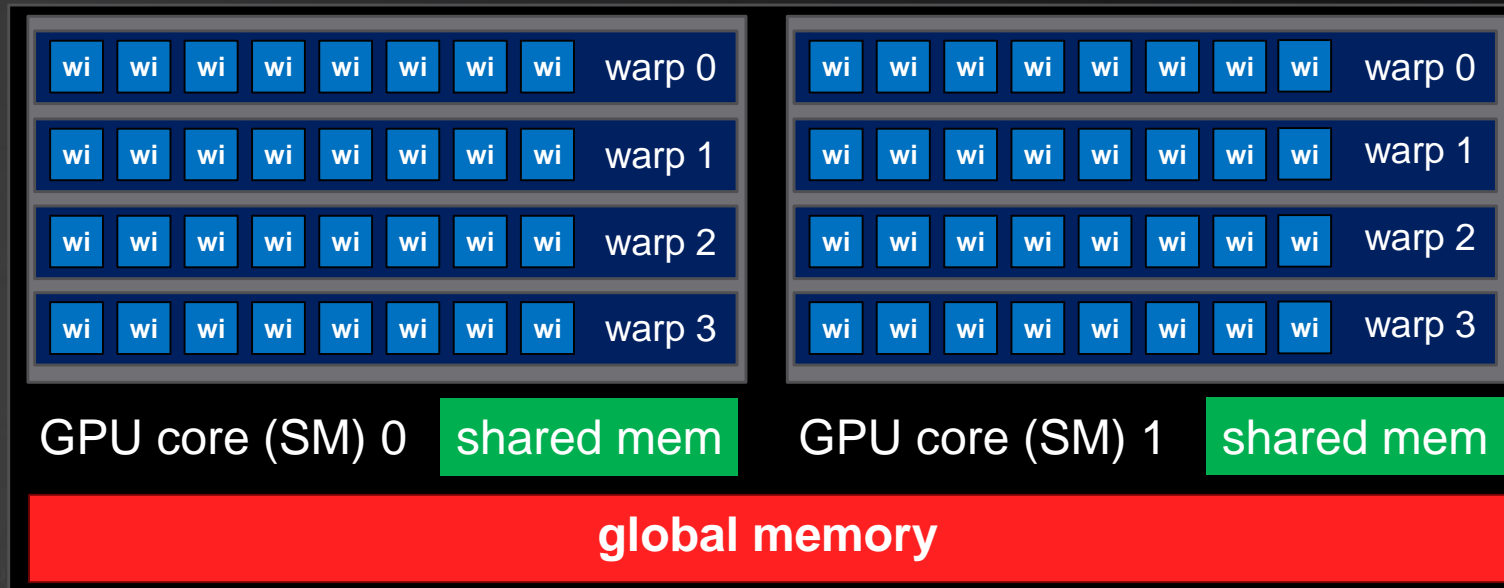 wi wi wi wi wi wi wi wi warp 0
wi wi wi wi wi wi wi wi warp 1
wi wi wi wi wi wi wi wi warp 2
wi wi wi wi wi wi wi wi warp 3
GPU core (SM) 0 shared mem
wi wi wi wi wi wi wi wi warp 0
wi wi wi wi wi wi wi wi warp 1
wi wi wi wi wi wi wi wi warp 2
wi wi wi wi wi wi wi wi warp 3
GPU core (SM) 1 shared mem
global memory